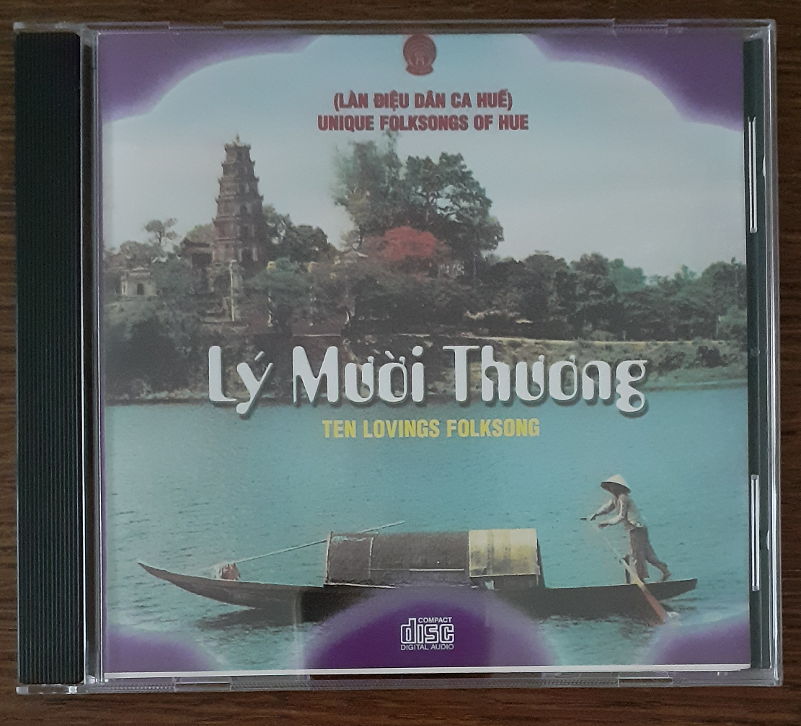 (LÀN ĐIỆU DÂN CA HUẾ)
UNIQUE FOLKSONGS OF HUE
Lý Mười Thương
TEN LOVINGS FOLKSONG
COMPACT
disc
DIGITAL AUDIO